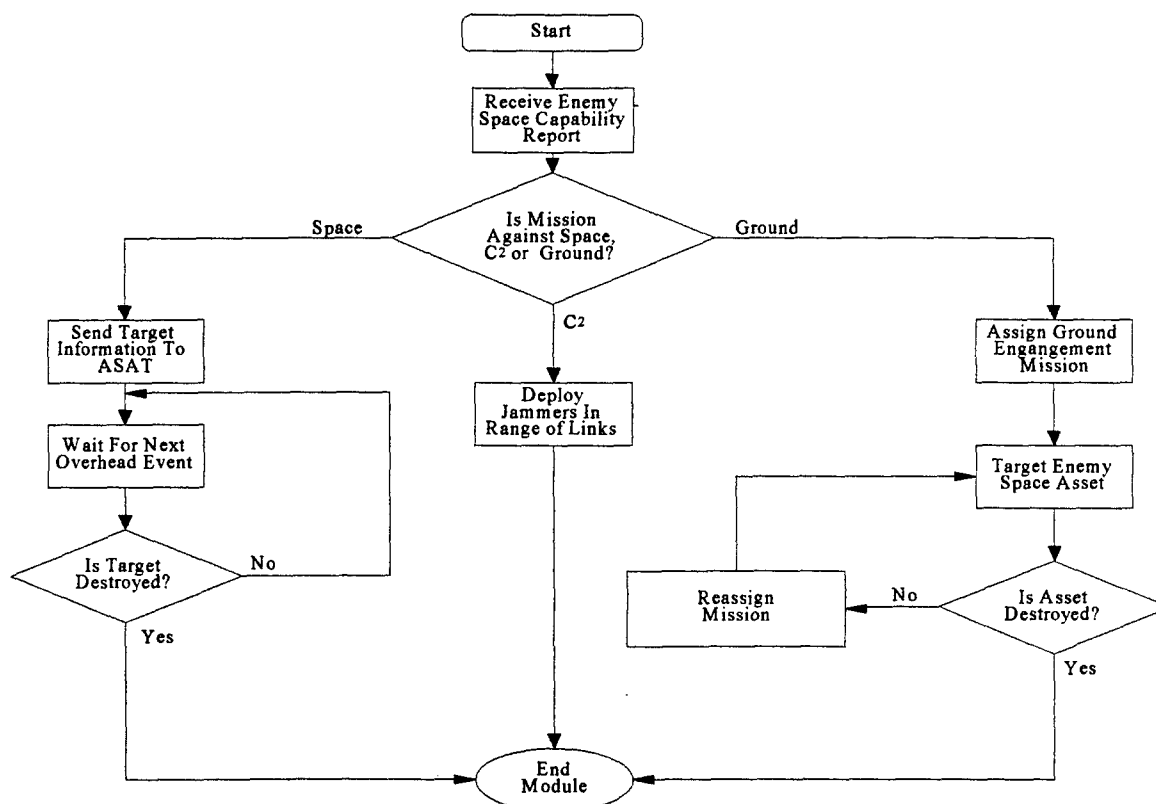 Start
Receive Enemy
Space Capability
Report
Is Mission
Against Space,
C2 or Ground?
Space
Ground
C2
Send Target
Information To
ASAT
Wait For Next
Overhead Event
Is Target
Destroyed?
No
Yes
Deploy
Jammers In
Range of Links
Assign Ground
Engangement
Mission
Target Enemy
Space Asset
Is Asset
Destroyed?
No
Reassign
Mission
Yes
End
Module